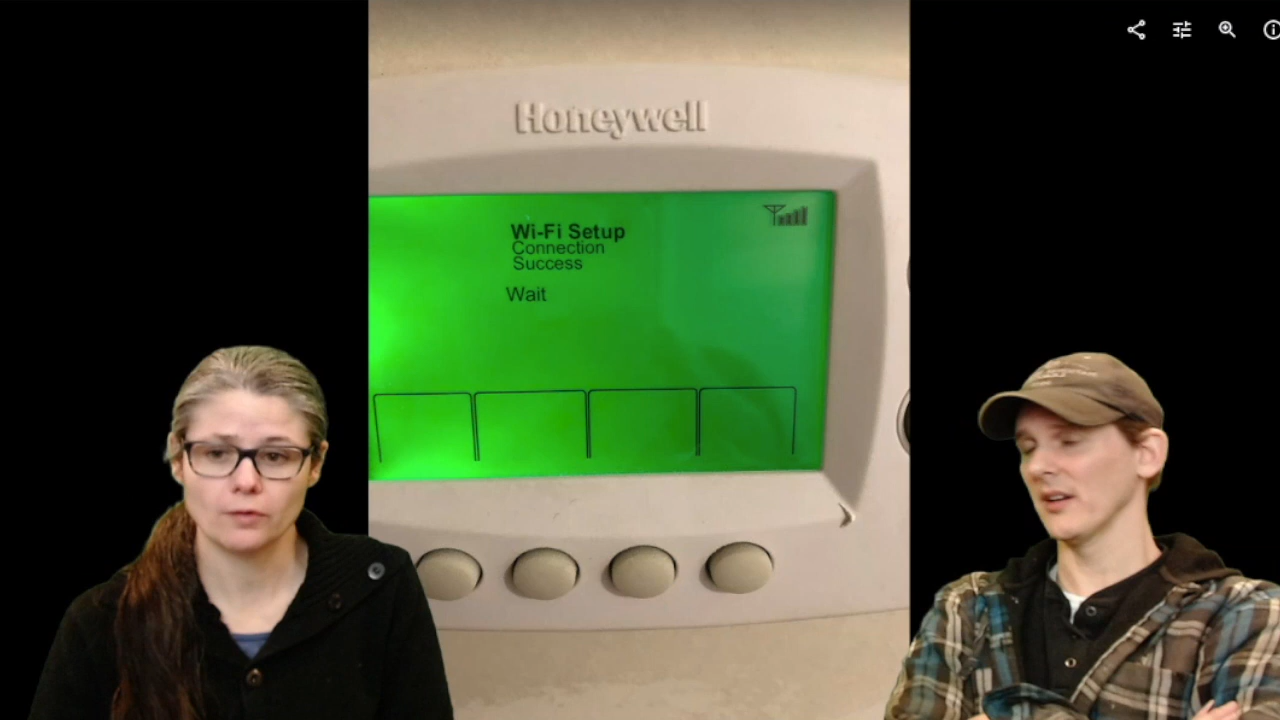 Honeywell
Wi-Fi Setup
Connection
Success
Wait